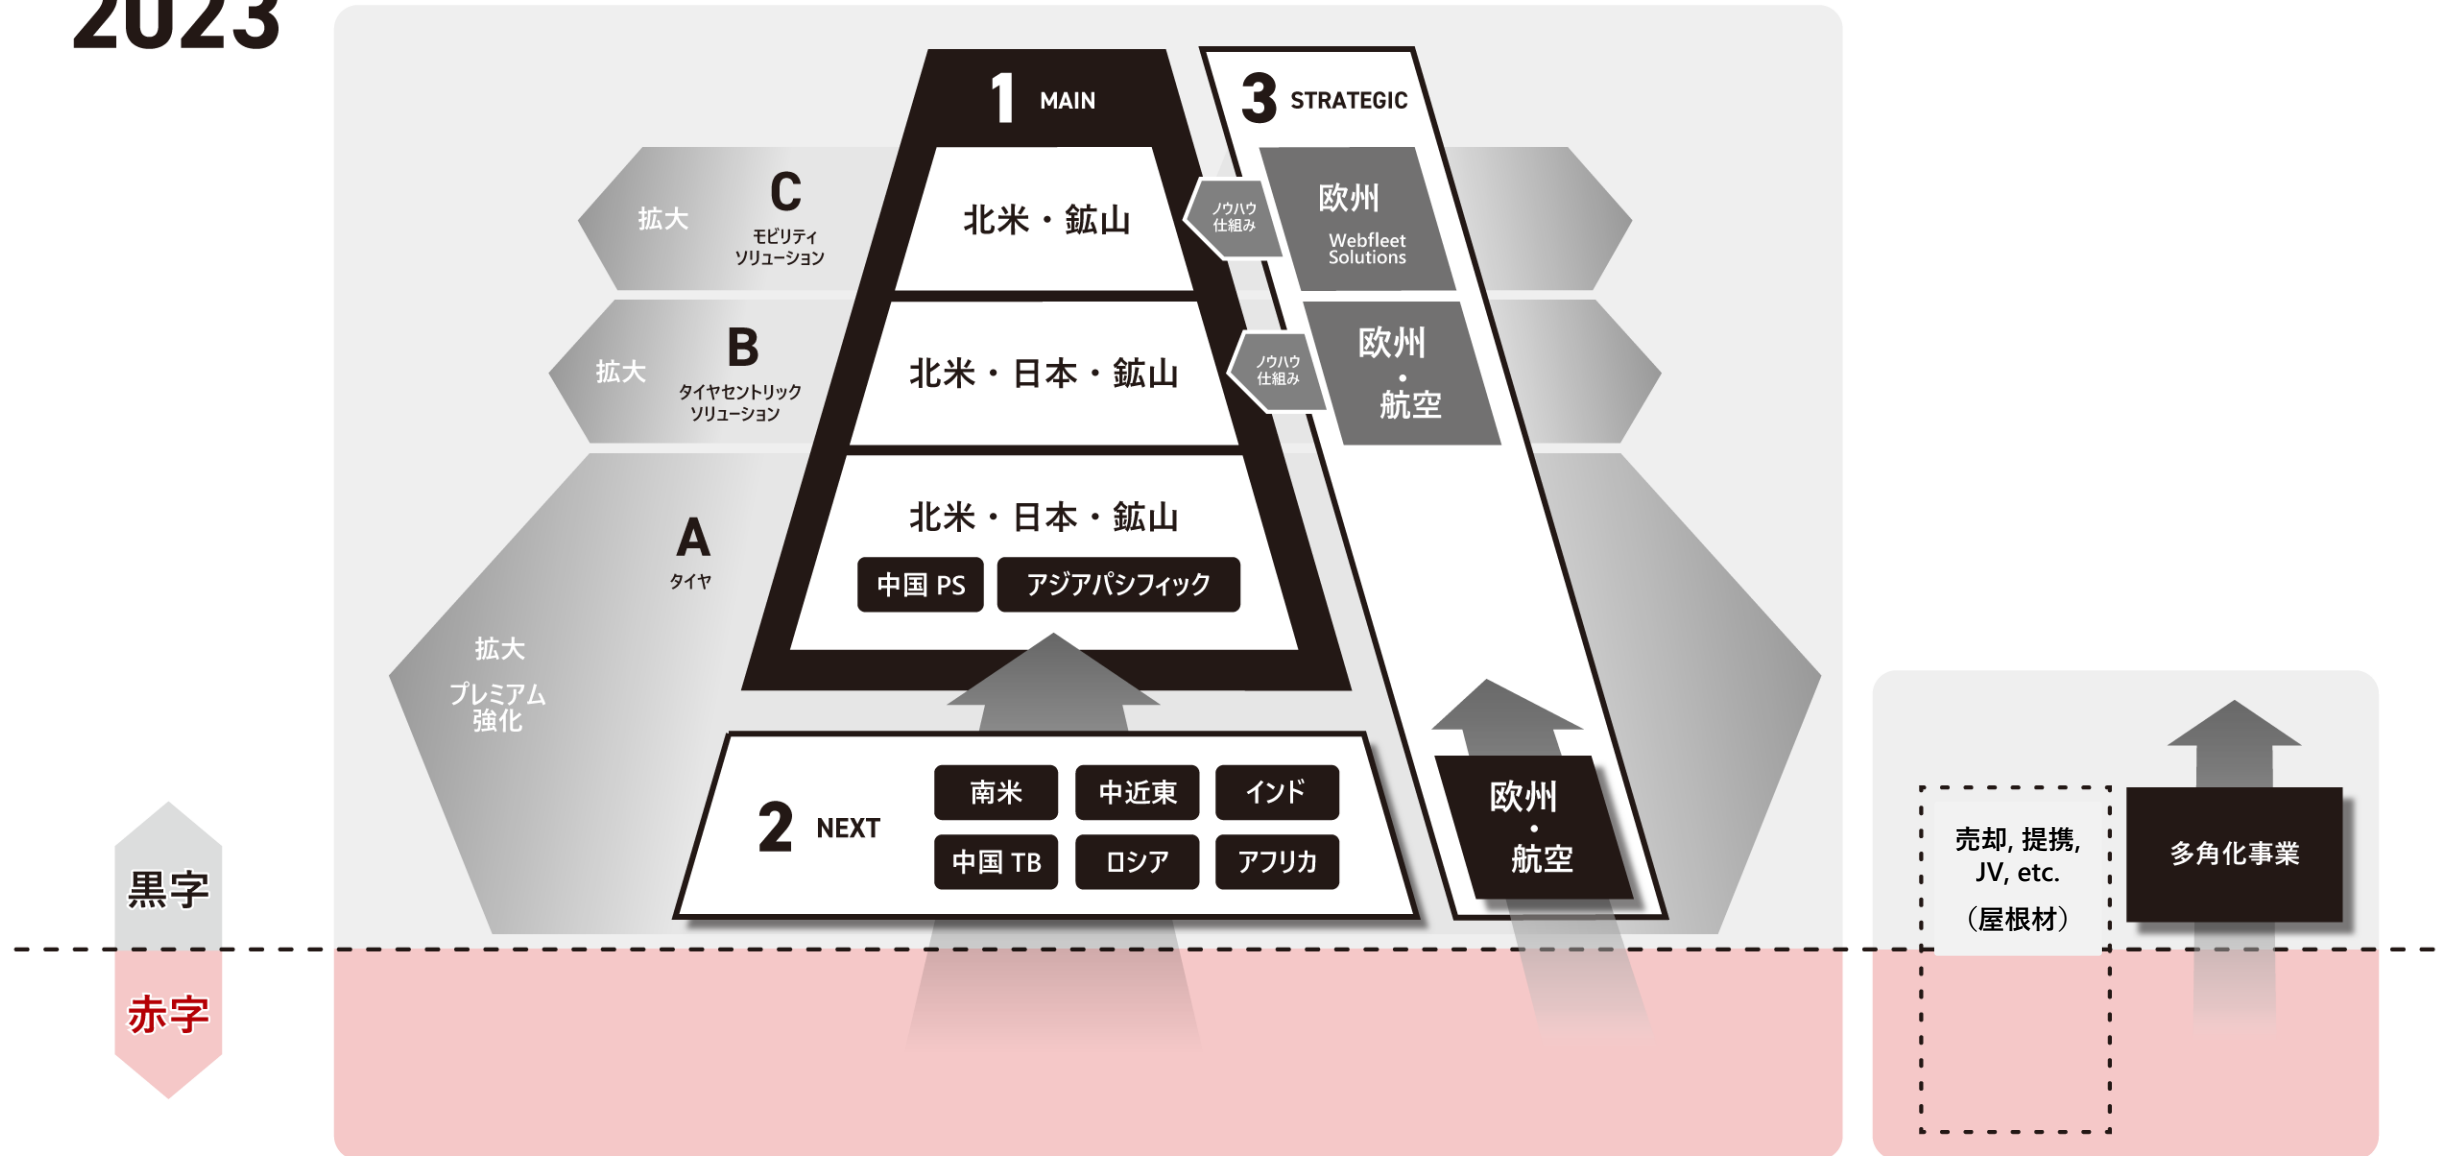 2023
1 MAIN
3 STRATEGIC
拡大
C
モビリティ
ソリューション
北米・鉱山
ノウハウ
仕組み
欧州
Webfleet
Solutions
拡大
B
タイヤセントリック
ソリューション
北米・日本・鉱山
ノウハウ
仕組み
欧州
・
航空
A
タイヤ
拡大
プレミアム
強化
北米・日本・鉱山
中国 PS
アジアパシフィック
2 NEXT
南米
中近東
インド
中国 TB
ロシア
アフリカ
欧州
・
航空
売却, 提携,
JV, etc.
（屋根材）
多角化事業
黒字
赤字